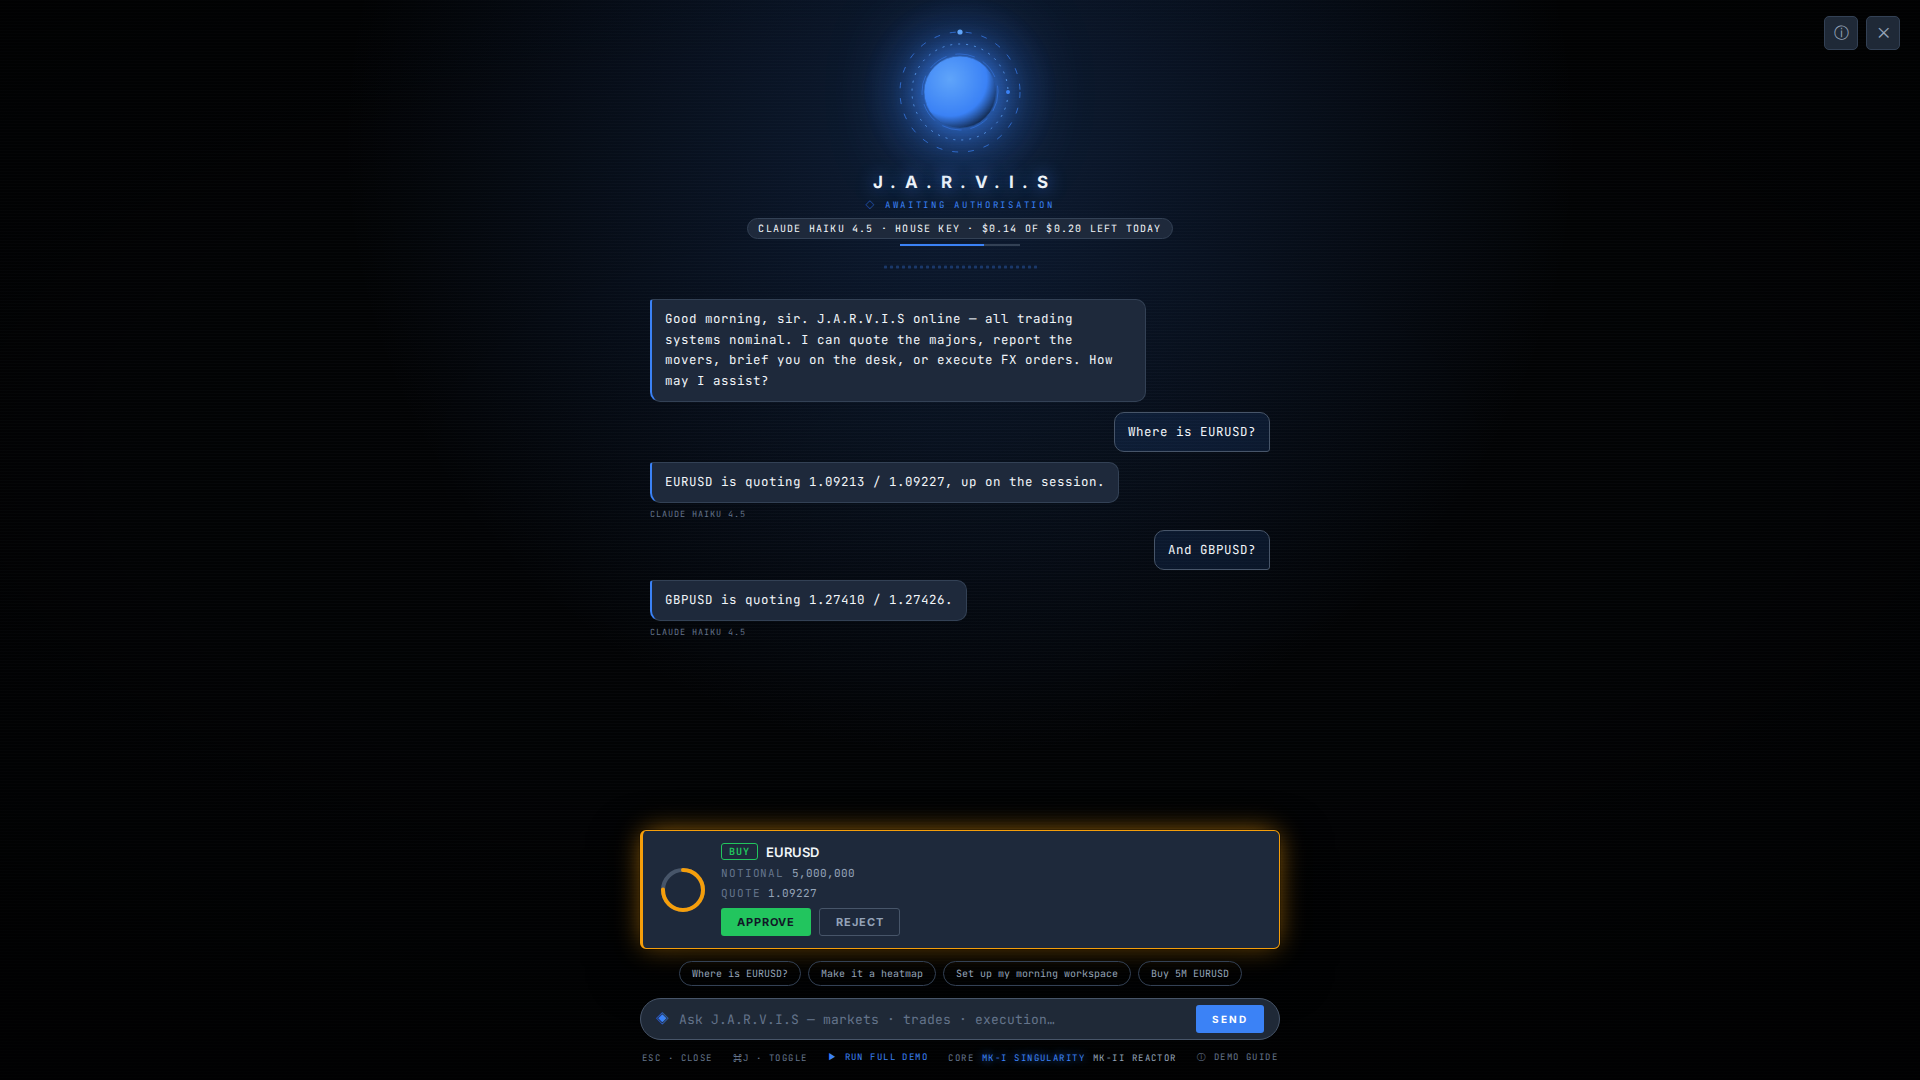 J.A.R.V.I.S
◇ AWAITING AUTHORISATION
CLAUDE HAIKU 4.5 · HOUSE KEY · $0.14 OF $0.20 LEFT TODAY
Good morning, sir. J.A.R.V.I.S online — all trading
systems nominal. I can quote the majors, report the
movers, brief you on the desk, or execute FX orders. How
may I assist?
Where is EURUSD?
EURUSD is quoting 1.09213 / 1.09227, up on the session.
CLAUDE HAIKU 4.5
And GBPUSD?
GBPUSD is quoting 1.27410 / 1.27426.
CLAUDE HAIKU 4.5
BUY EURUSD
NOTIONAL 5,000,000
QUOTE 1.09227
APPROVE REJECT
Where is EURUSD? Make it a heatmap Set up my morning workspace Buy 5M EURUSD
Ask J.A.R.V.I.S — markets · trades · execution… SEND
ESC · CLOSE ⌘J · TOGGLE ▶ RUN FULL DEMO CORE MK-I SINGULARITY MK-II REACTOR ⓘ DEMO GUIDE